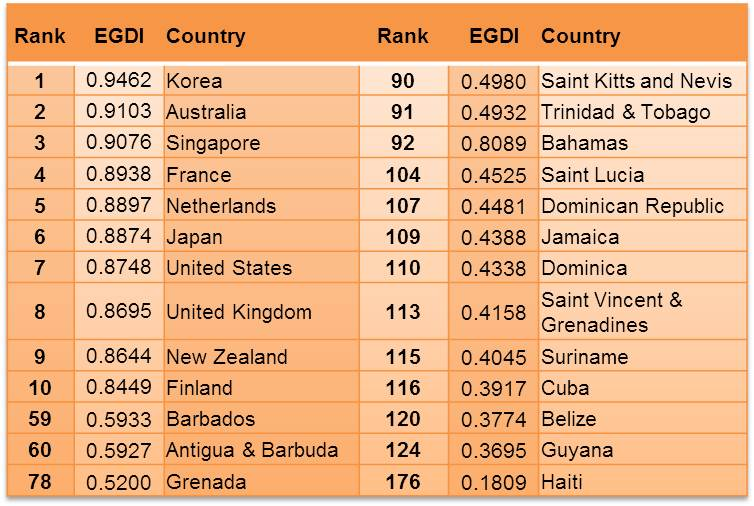 Rank EGDI Country Rank EGDI Country
1 0.9462 Korea 90 0.4980 Saint Kitts and Nevis
2 0.9103 Australia 91 0.4932 Trinidad & Tobago
3 0.9076 Singapore 92 0.8089 Bahamas
4 0.8938 France 104 0.4525 Saint Lucia
5 0.8897 Netherlands 107 0.4481 Dominican Republic
6 0.8874 Japan 109 0.4388 Jamaica
7 0.8748 United States 110 0.4338 Dominica
8 0.8695 United Kingdom 113 0.4158 Saint Vincent &
Grenadines
9 0.8644 New Zealand 115 0.4045 Suriname
10 0.8449 Finland 116 0.3917 Cuba
59 0.5933 Barbados 120 0.3774 Belize
60 0.5927 Antigua & Barbuda 124 0.3695 Guyana
78 0.5200 Grenada 176 0.1809 Haiti